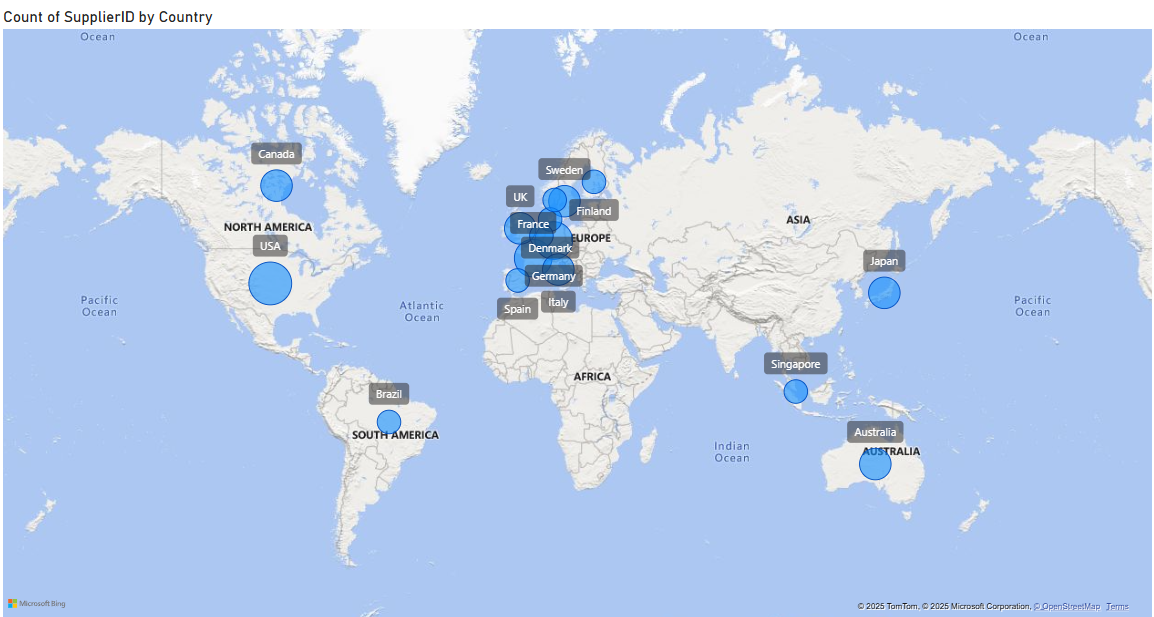 Count of SupplierID by Country
Ocean
Ocean
Canada
Sweden
UK
Finland
France
NORTH AMERICA
ASIA
EUROPE
USA
Denmark
Japan
Germany
Pacific
Ocean
Atlantic
Ocean
Pacific
Ocean
Spain
Italy
Singapore
AFRICA
Brazil
SOUTH AMERICA
Australia
AUSTRALIA
Indian
Ocean
Microsoft Bing
© 2025 TomTom, © 2025 Microsoft Corporation, © OpenStreetMap Terms